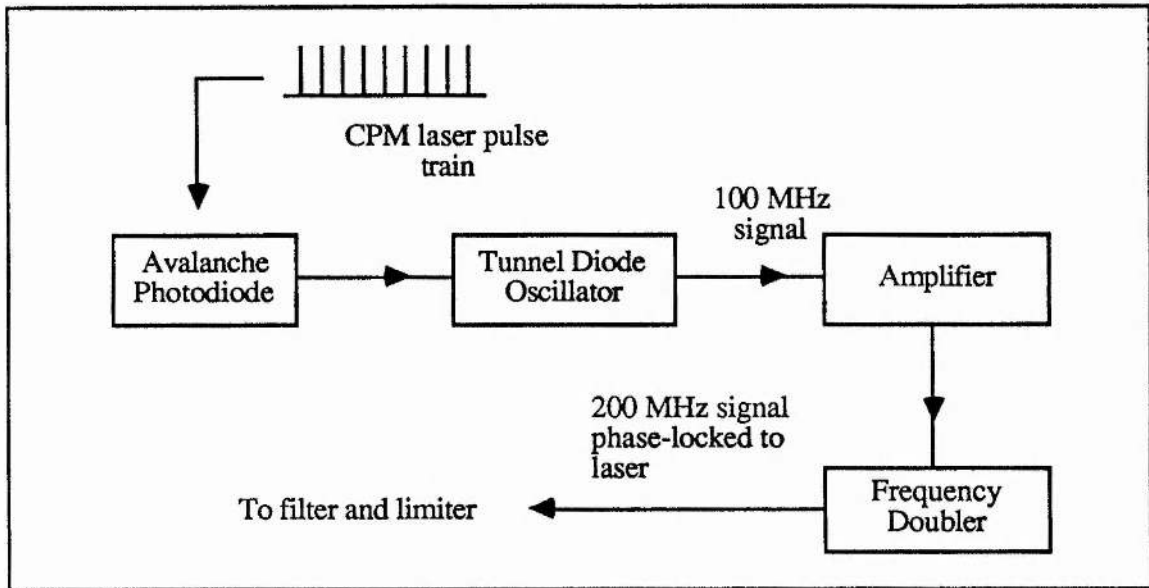 CPM laser pulse
train
100 MHz
signal
Avalanche
Photodiode
Tunnel Diode
Oscillator
Amplifier
200 MHz signal
phase-locked to
laser
To filter and limiter
Frequency
Doubler